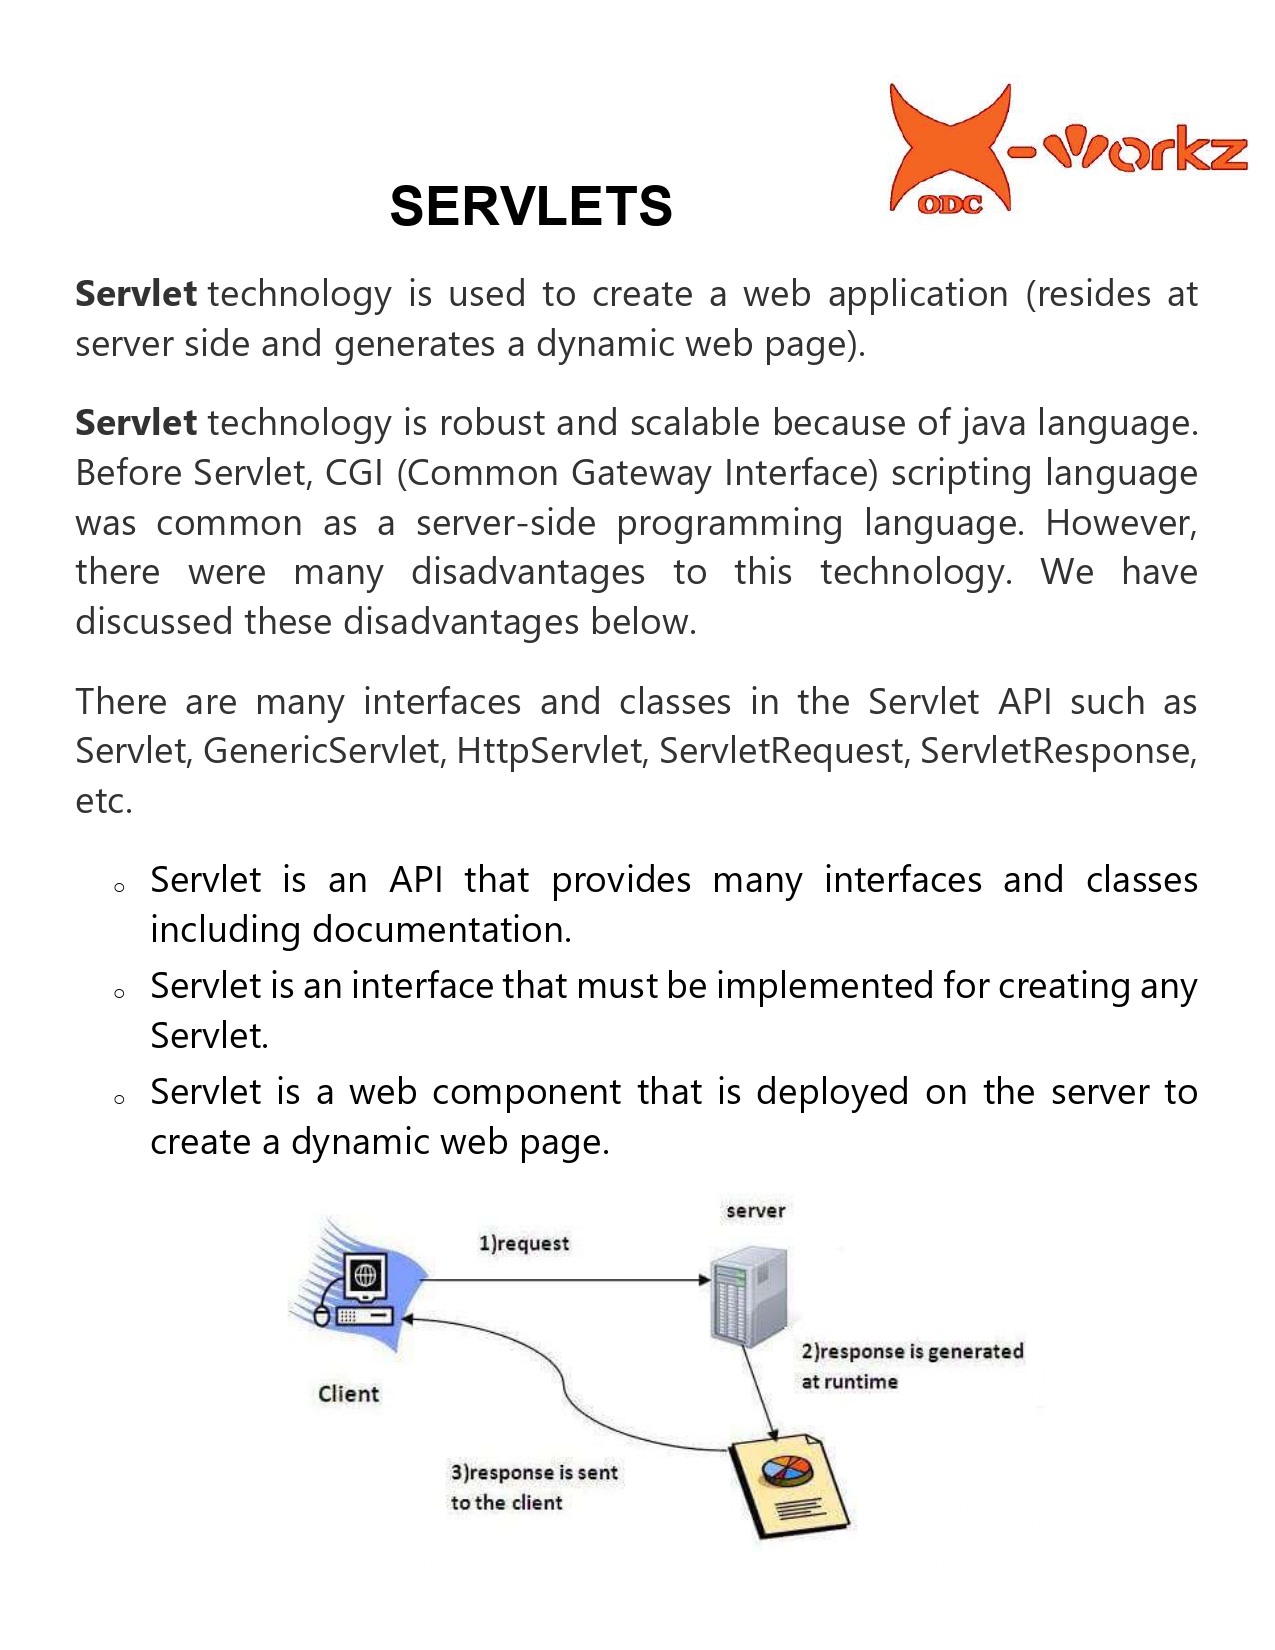 X-workz
ODC
SERVLETS
Servlet technology is used to create a web application (resides at
server side and generates a dynamic web page).
Servlet technology is robust and scalable because of java language.
Before Servlet, CGI (Common Gateway Interface) scripting language
was common as a server-side programming language. However,
there were many disadvantages to this technology. We have
discussed these disadvantages below.
There are many interfaces and classes in the Servlet API such as
Servlet, GenericServlet, HttpServlet, ServletRequest, ServletResponse,
etc.
o Servlet is an API that provides many interfaces and classes
including documentation.
o Servlet is an interface that must be implemented for creating any
Servlet.
o Servlet is a web component that is deployed on the server to
create a dynamic web page.
server
1)request
2)response is generated
at runtime
Client
3)response is sent
to the client